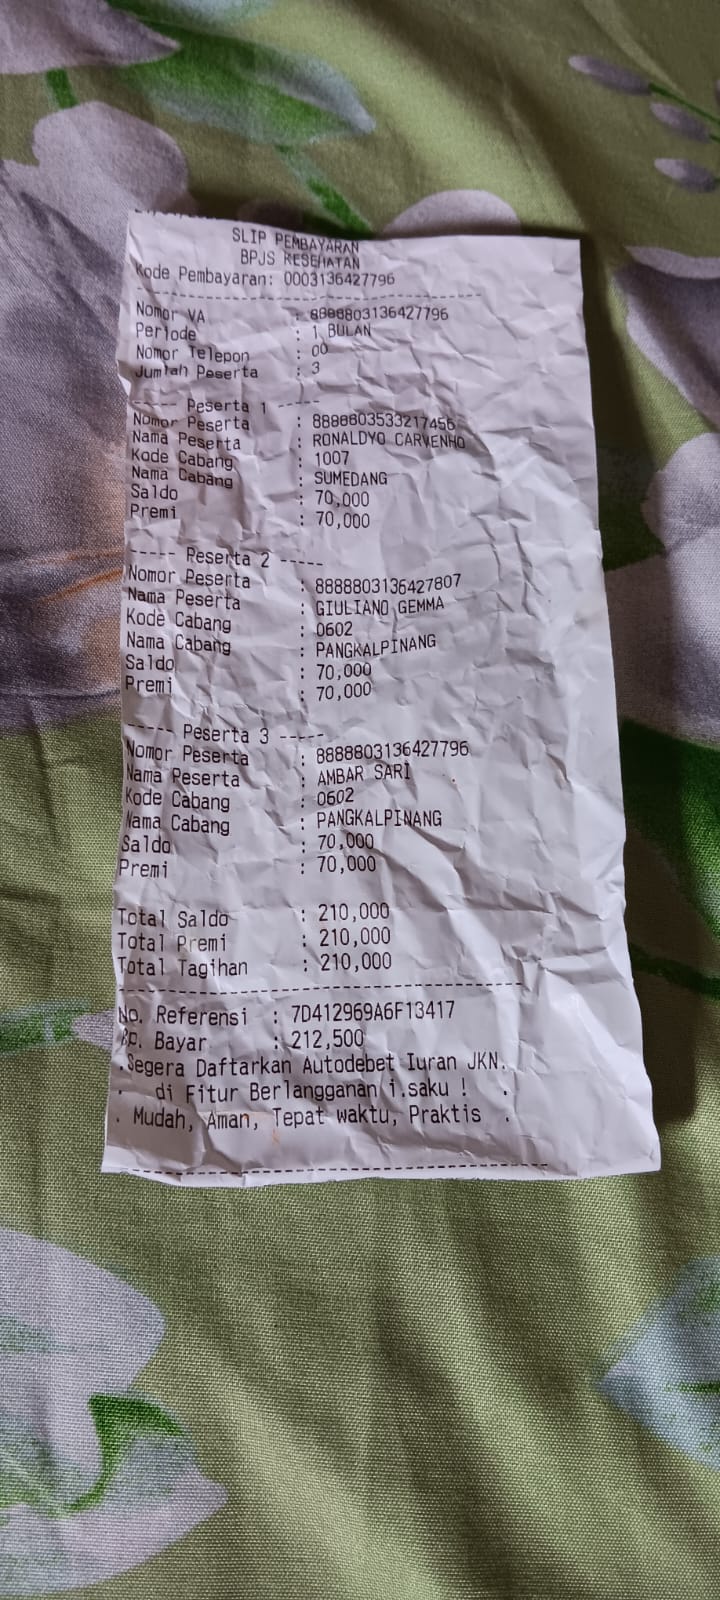 SLIP PEMBAYARAN
BPJS KESEHATAN
Kode Pembayaran: 0003136427796
Nomor VA : 8888803136427796
Periode : 1 BULAN
Nomor Telepon : 00
Jumlah Peserta : 3
----- Peserta 1 -----
Nomor Peserta : 8888803533217456
Nama Peserta : RONALDYO CARVENHO
Kode Cabang : 1007
Nama Cabang : SUMEDANG
Saldo : 70,000
Premi : 70,000
----- Peserta 2 -----
Nomor Peserta : 8888803136427807
Nama Peserta : GIULIANO GEMMA
Kode Cabang : 0602
Nama Cabang : PANGKALPINANG
Saldo : 70,000
Premi : 70,000
----- Peserta 3 -----
Nomor Peserta : 8888803136427796
Nama Peserta : AMBAR SARI
Kode Cabang : 0602
Nama Cabang : PANGKALPINANG
Saldo : 70,000
Premi : 70,000
Total Saldo : 210,000
Total Premi : 210,000
Total Tagihan : 210,000
No. Referensi : 7D412969A6F13417
Rp. Bayar : 212,500
.Segera Daftarkan Autodebet Iuran JKN.
. di Fitur Berlangganan i.saku ! .
. Mudah, Aman, Tepat waktu, Praktis .